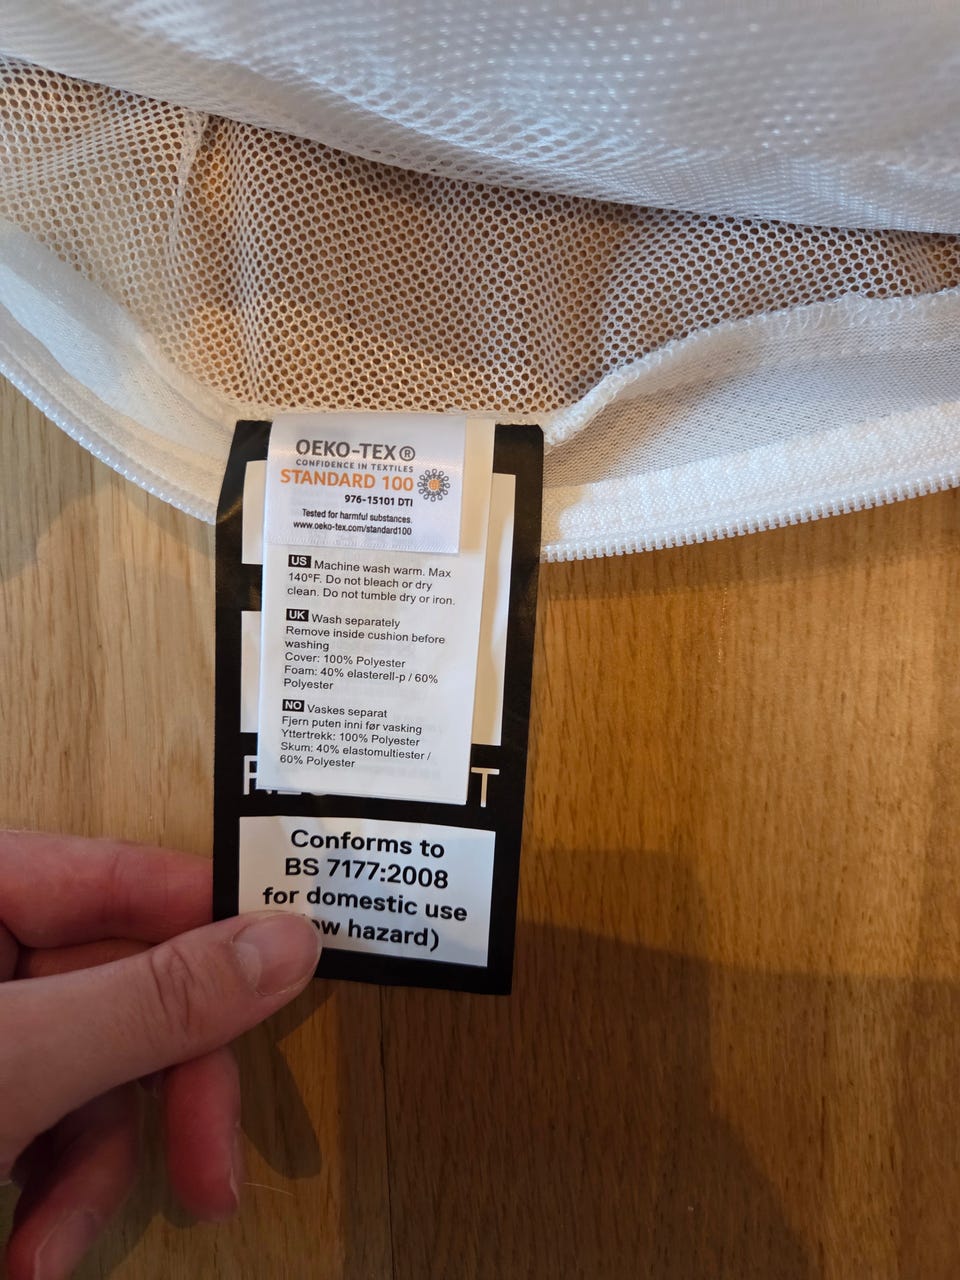 OEKO-TEX®
CONFIDENCE IN TEXTILES
STANDARD 100
976-15101 DTI
Tested for harmful substances.
www.oeko-tex.com/standard100
US Machine wash warm. Max
140°F. Do not bleach or dry
clean. Do not tumble dry or iron.
UK Wash separately
Remove inside cushion before
washing
Cover: 100% Polyester
Foam: 40% elasterell-p / 60%
Polyester
NO Vaskes separat
Fjern puten inni før vasking
Yttertrekk: 100% Polyester
Skum: 40% elastomultiester /
60% Polyester
Conforms to
BS 7177:2008
for domestic use
hazard)